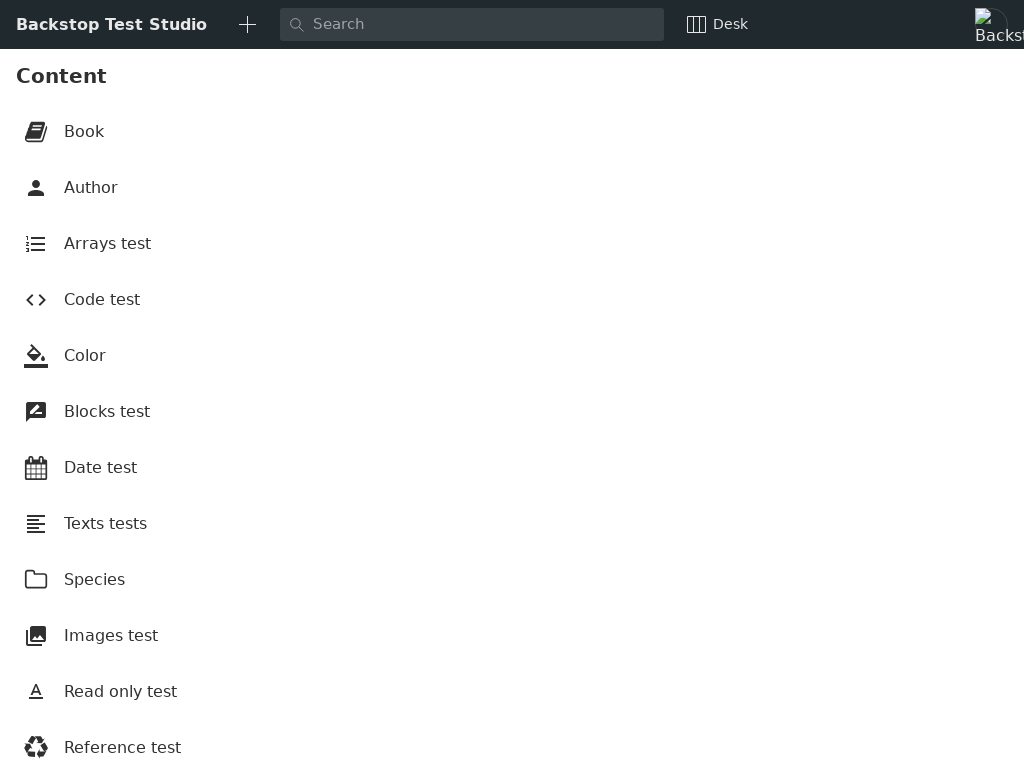 Backstop Test Studio
Search
Desk
Backst
Content
Book
Author
Arrays test
Code test
Color
Blocks test
Date test
Texts tests
Species
Images test
Read only test
Reference test